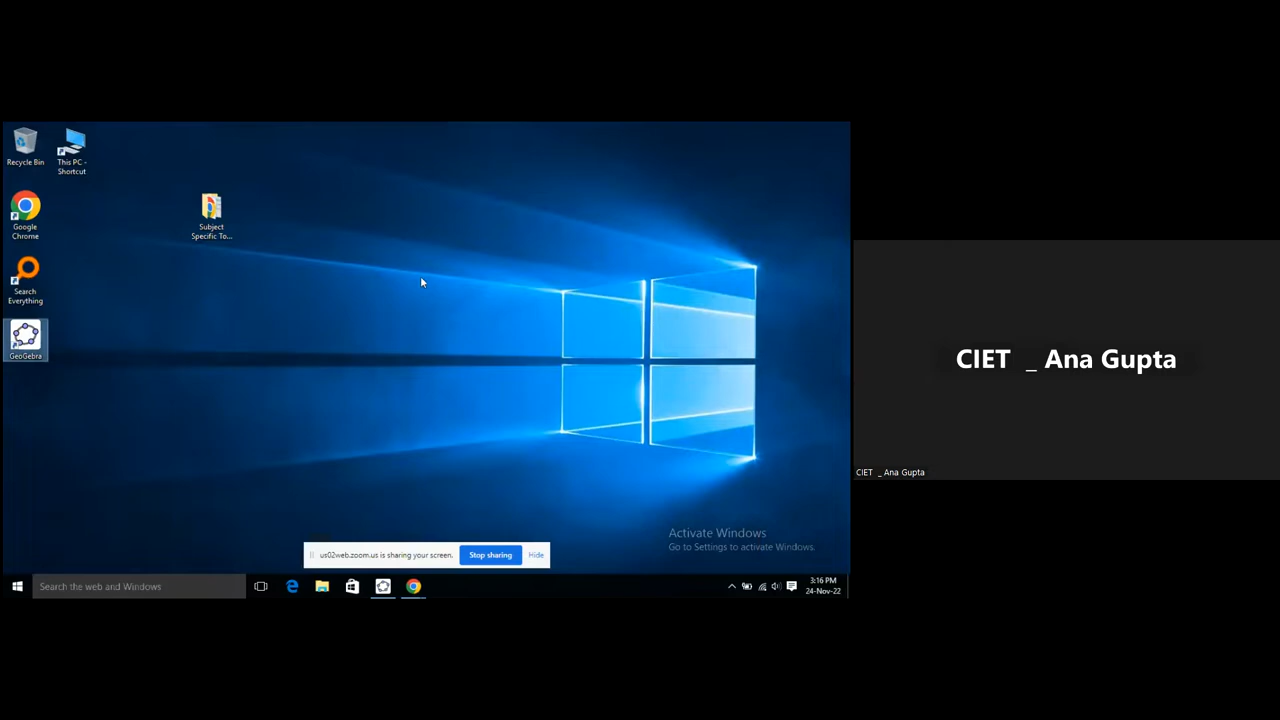 Recycle Bin
This PC -
Shortcut
Google
Chrome
Subject
Specific To...
Search
Everything
GeoGebra
CIET _ Ana Gupta
CIET _ Ana Gupta
Activate Windows
Go to Settings to activate Windows.
us02web.zoom.us is sharing your screen.
Stop sharing
Hide
Search the web and Windows
3:16 PM
24-Nov-22